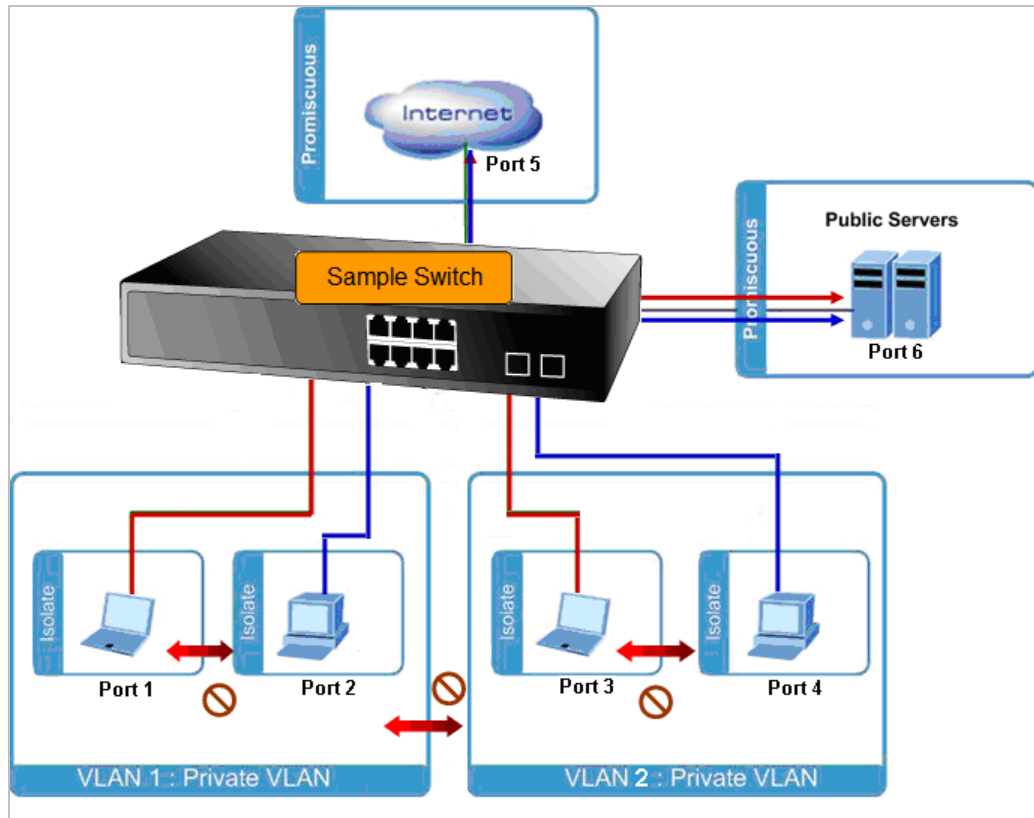 Promiscuous
Internet
Port 5
Sample Switch
Promiscuous
Public Servers
Port 6
Isolate
Port 1
Isolate
Port 2
Isolate
Port 3
Isolate
Port 4
VLAN 1 : Private VLAN
VLAN 2 : Private VLAN